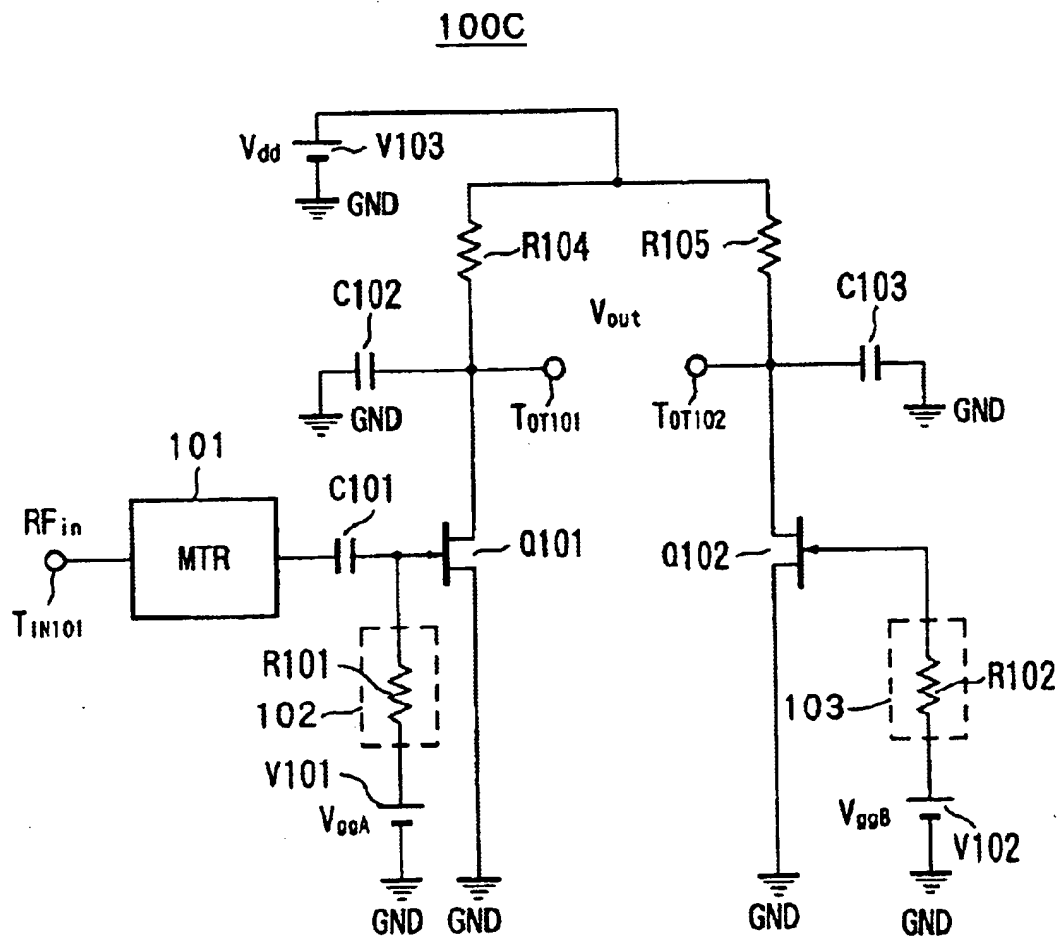 100C
Vdd
V103
GND
R104
R105
C102
Vout
C103
GND
TOT101
TOT102
GND
101
C101
RFin
MTR
Q101
Q102
TIN101
R101
102
R102
103
V101
VggA
VggB
V102
GND
GND
GND
GND